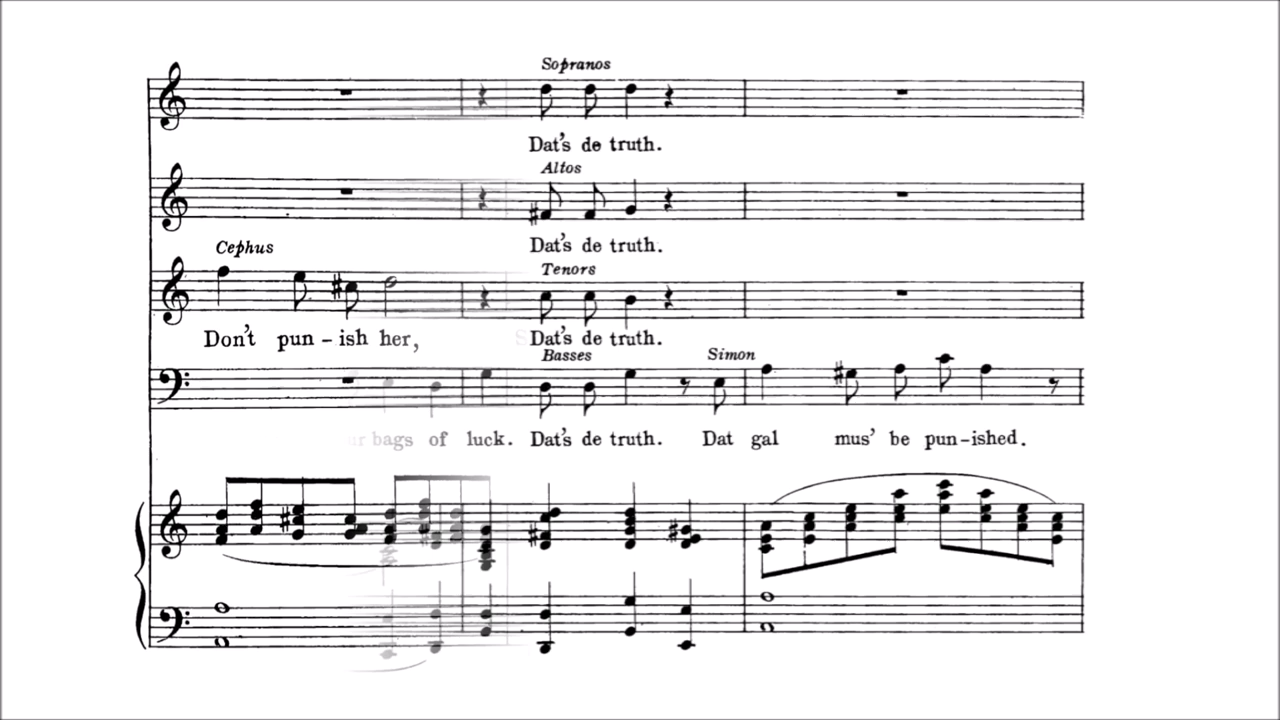 Sopranos
Dat's de truth.
Altos
Dat's de truth.
Cephus
Tenors
Don't pun-ish her,
Dat's de truth.
Basses
Simon
bags of luck. Dat's de truth. Dat gal mus' be pun-ished.